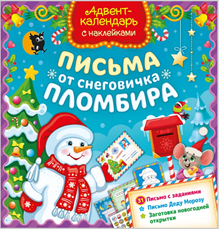 Адвент-
календарь
с наклейками
ПИСЬМА
ОТ СНЕГОВИЧКА
ПЛОМБИРА
31 Письмо с заданиями
Письмо Деду Морозу
Заготовка новогодней
открытки